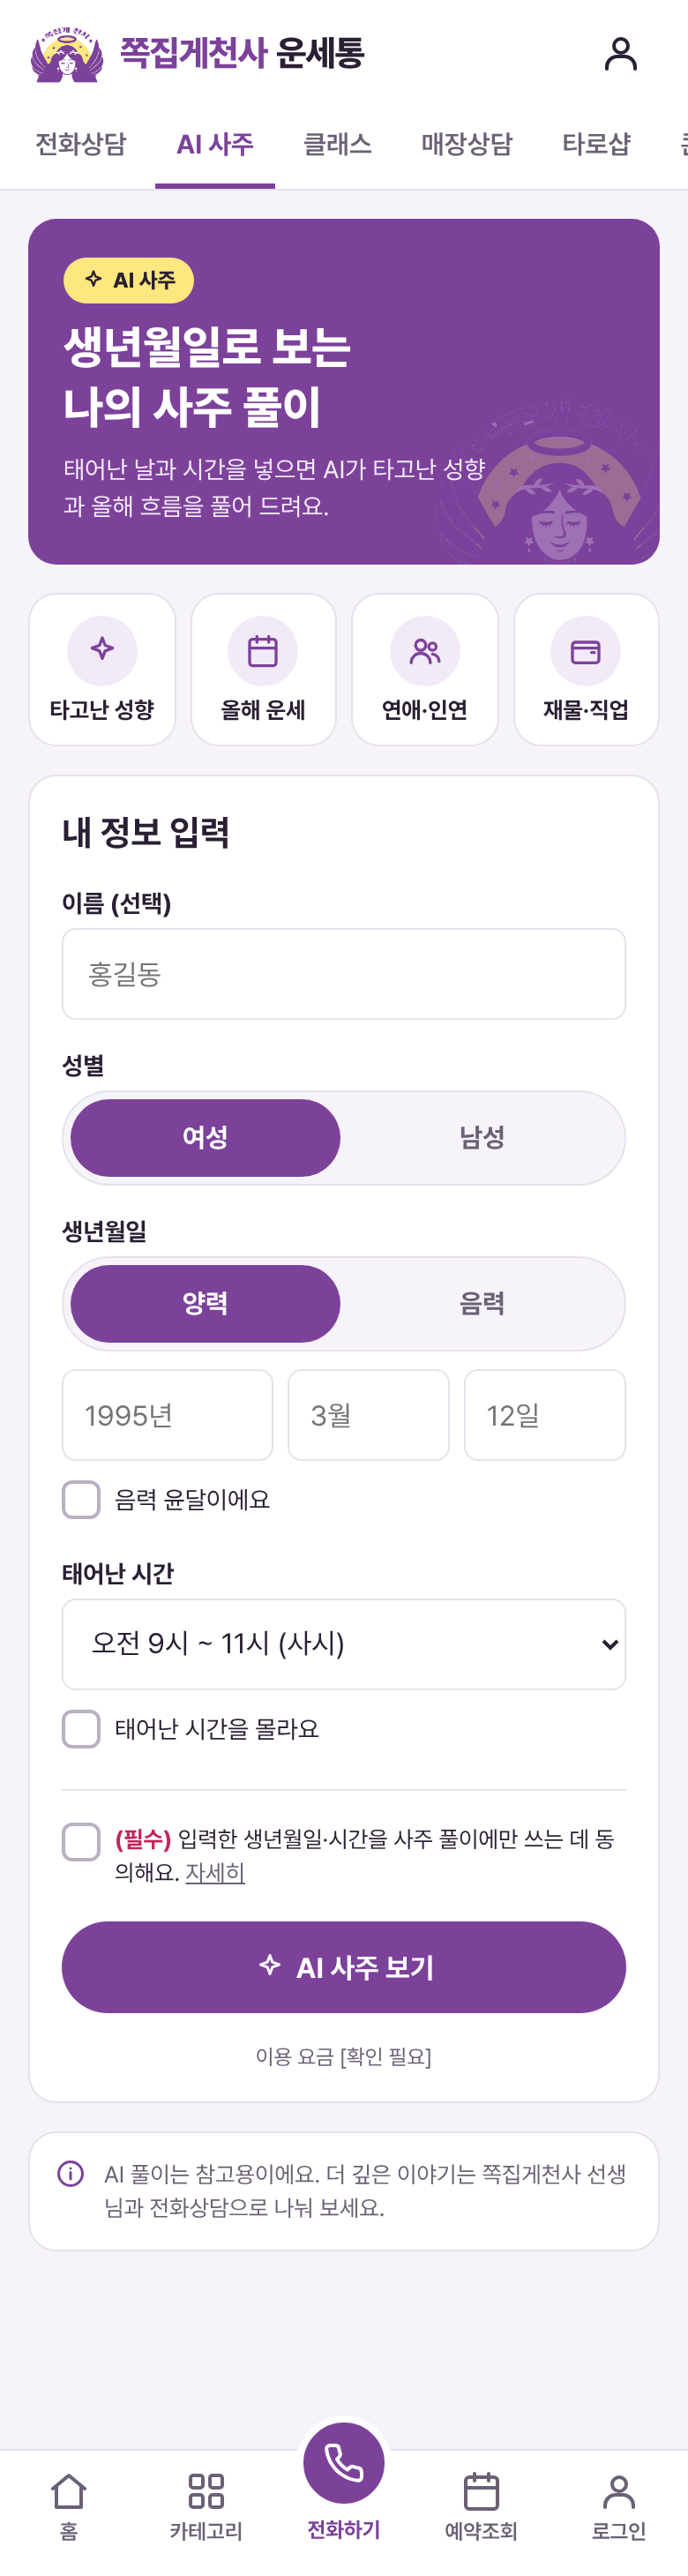 쪽집게 천사
쪽집게천사 운세통
전화상담 AI 사주 클래스 매장상담 타로샵
AI 사주
생년월일로 보는
나의 사주 풀이
태어난 날과 시간을 넣으면 AI가 타고난 성향
과 올해 흐름을 풀어 드려요.
타고난 성향 올해 운세 연애·인연 재물·직업
내 정보 입력
이름 (선택)
홍길동
성별
여성 남성
생년월일
양력 음력
1995년 3월 12일
음력 윤달이에요
태어난 시간
오전 9시 ~ 11시 (사시)
태어난 시간을 몰라요
(필수) 입력한 생년월일·시간을 사주 풀이에만 쓰는 데 동
의해요. 자세히
AI 사주 보기
이용 요금 [확인 필요]
AI 풀이는 참고용이에요. 더 깊은 이야기는 쪽집게천사 선생
님과 전화상담으로 나눠 보세요.
홈 카테고리 전화하기 예약조회 로그인